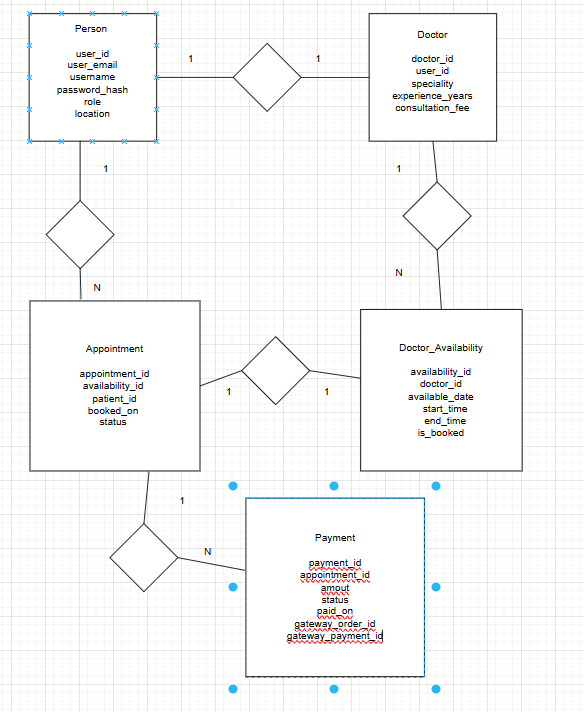 Person
user_id
user_email
username
password_hash
role
location
1
1
Doctor
doctor_id
user_id
speciality
experience_years
consultation_fee
1
1
N
N
Appointment
appointment_id
availability_id
patient_id
booked_on
status
1
1
Doctor_Availability
availability_id
doctor_id
available_date
start_time
end_time
is_booked
1
N
Payment
payment_id
appointment_id
amout
status
paid_on
gateway_order_id
gateway_payment_id